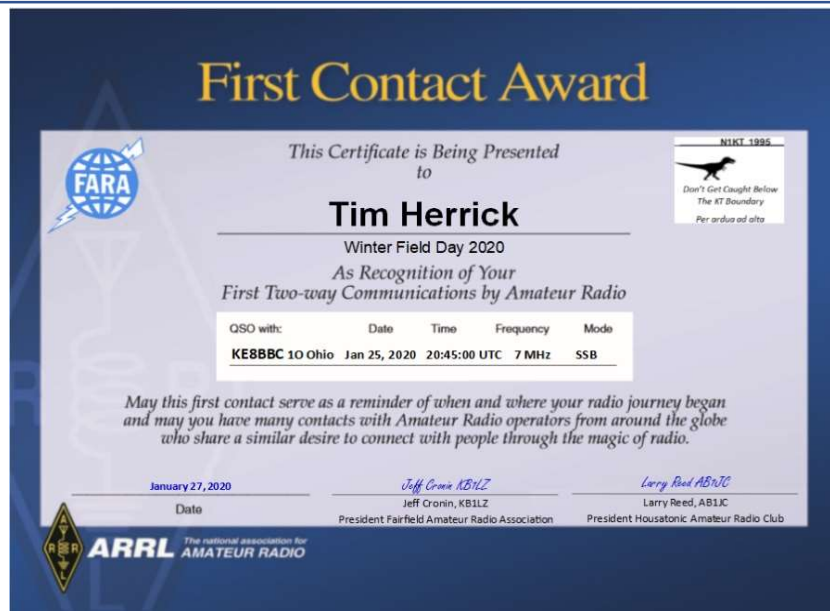 First Contact Award
FARA
This Certificate is Being Presented
to
N1KT 1995
Don't Get Caught Below
The KT Boundary
Per ardua ad alta
Tim Herrick
Winter Field Day 2020
As Recognition of Your
First Two-way Communications by Amateur Radio
QSO with: Date Time Frequency Mode
KE8BBC 1O Ohio Jan 25, 2020 20:45:00 UTC 7 MHz SSB
May this first contact serve as a reminder of when and where your radio journey began
and may you have many contacts with Amateur Radio operators from around the globe
who share a similar desire to connect with people through the magic of radio.
January 27, 2020
Date
Jeff Cronin KB1LZ
Jeff Cronin, KB1LZ
President Fairfield Amateur Radio Association
Larry Reed AB1JC
Larry Reed, AB1JC
President Housatonic Amateur Radio Club
A R R L
ARRL The national association for
AMATEUR RADIO